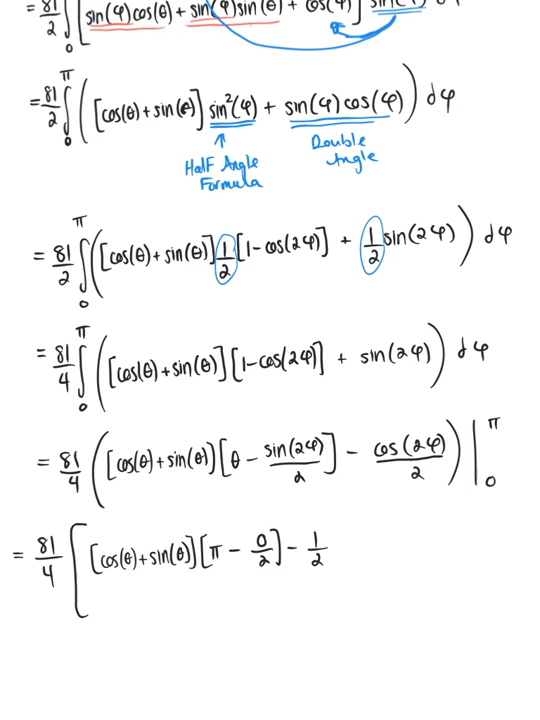 = 81/2 ∫₀ [sin(φ)cos(θ) + sin(φ)sin(θ) + cos(φ)]
= 81/2 ∫₀^π ([cos(θ) + sin(θ)] sin²(φ) + sin(φ)cos(φ)) dφ
↑
Half Angle Formula
Double Angle
= 81/2 ∫₀^π ([cos(θ) + sin(θ)] 1/2 [1 - cos(2φ)] + 1/2 sin(2φ)) dφ
= 81/4 ∫₀^π ([cos(θ) + sin(θ)][1 - cos(2φ)] + sin(2φ)) dφ
= 81/4 ([cos(θ) + sin(θ)][θ - sin(2φ)/2] - cos(2φ)/2) |₀^π
= 81/4 [[cos(θ) + sin(θ)][π - 0/2] - 1/2